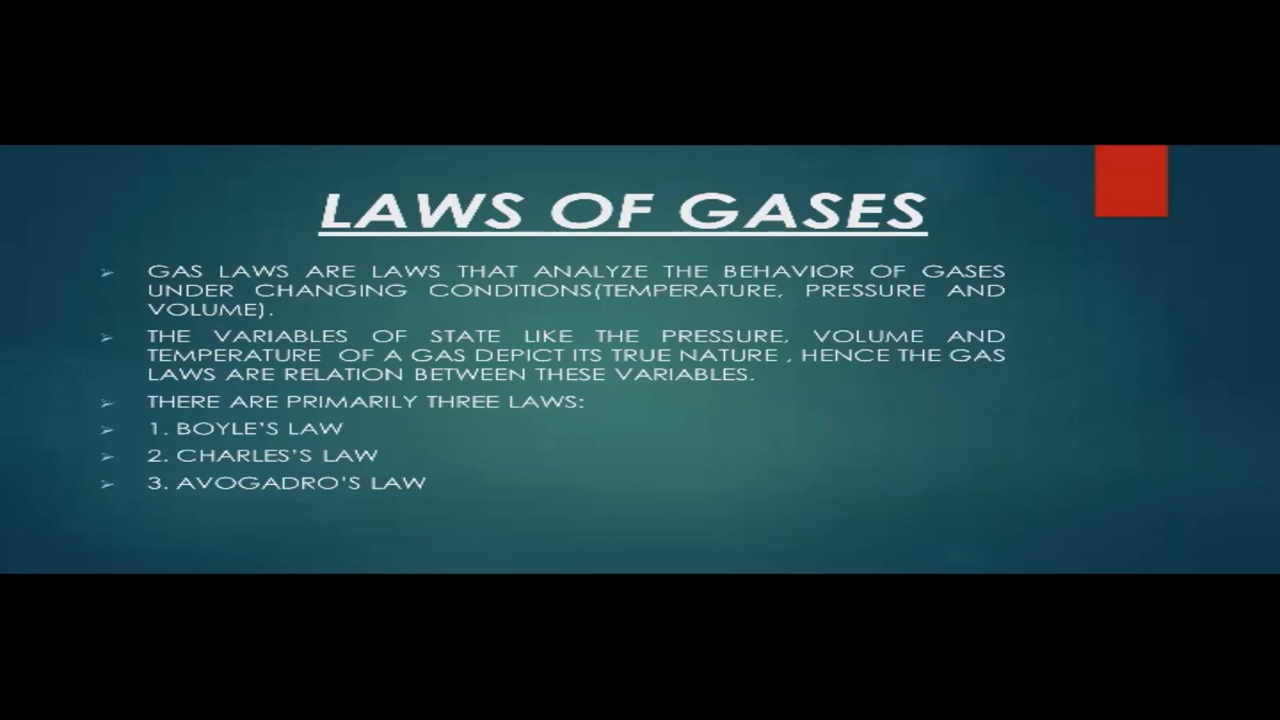 LAWS OF GASES
GAS LAWS ARE LAWS THAT ANALYZE THE BEHAVIOR OF GASES
UNDER CHANGING CONDITIONS(TEMPERATURE, PRESSURE AND
VOLUME).
THE VARIABLES OF STATE LIKE THE PRESSURE, VOLUME AND
TEMPERATURE OF A GAS DEPICT ITS TRUE NATURE , HENCE THE GAS
LAWS ARE RELATION BETWEEN THESE VARIABLES.
THERE ARE PRIMARILY THREE LAWS:
1. BOYLE'S LAW
2. CHARLES'S LAW
3. AVOGADRO'S LAW